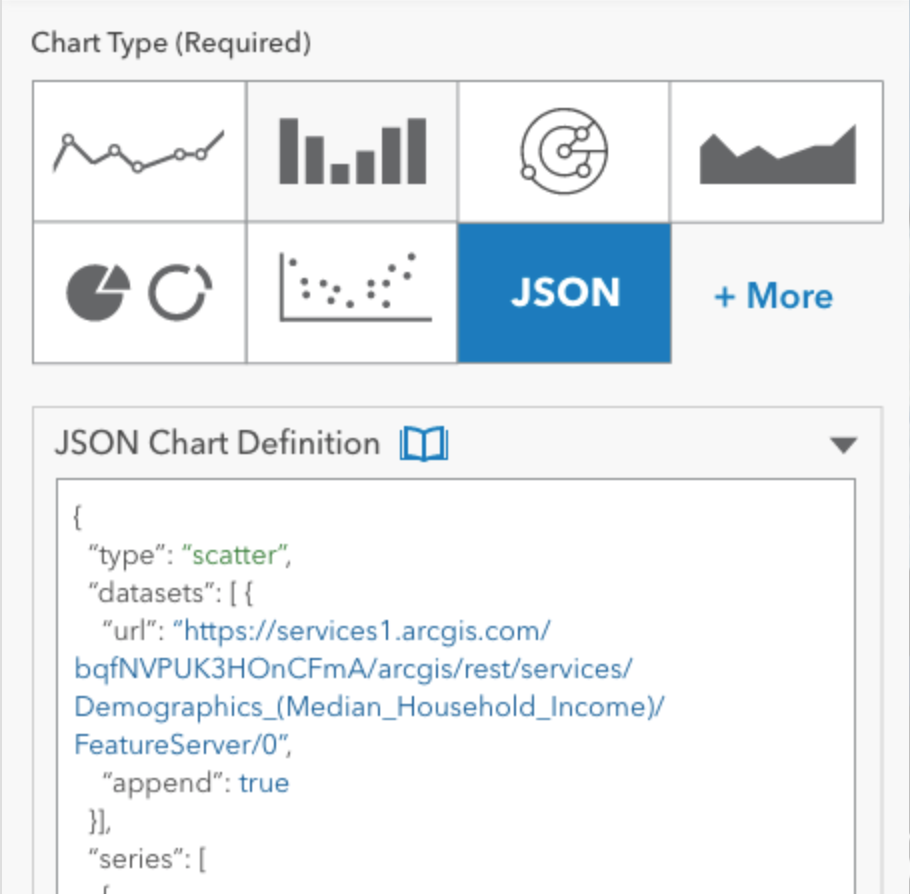 Chart Type (Required)
JSON
+ More
JSON Chart Definition
{
“type”: “scatter”,
“datasets”: [ {
“url”: “https://services1.arcgis.com/
bqfNVPUK3HOnCFmA/arcgis/rest/services/
Demographics_(Median_Household_Income)/
FeatureServer/0”,
“append”: true
}],
“series”: [
{